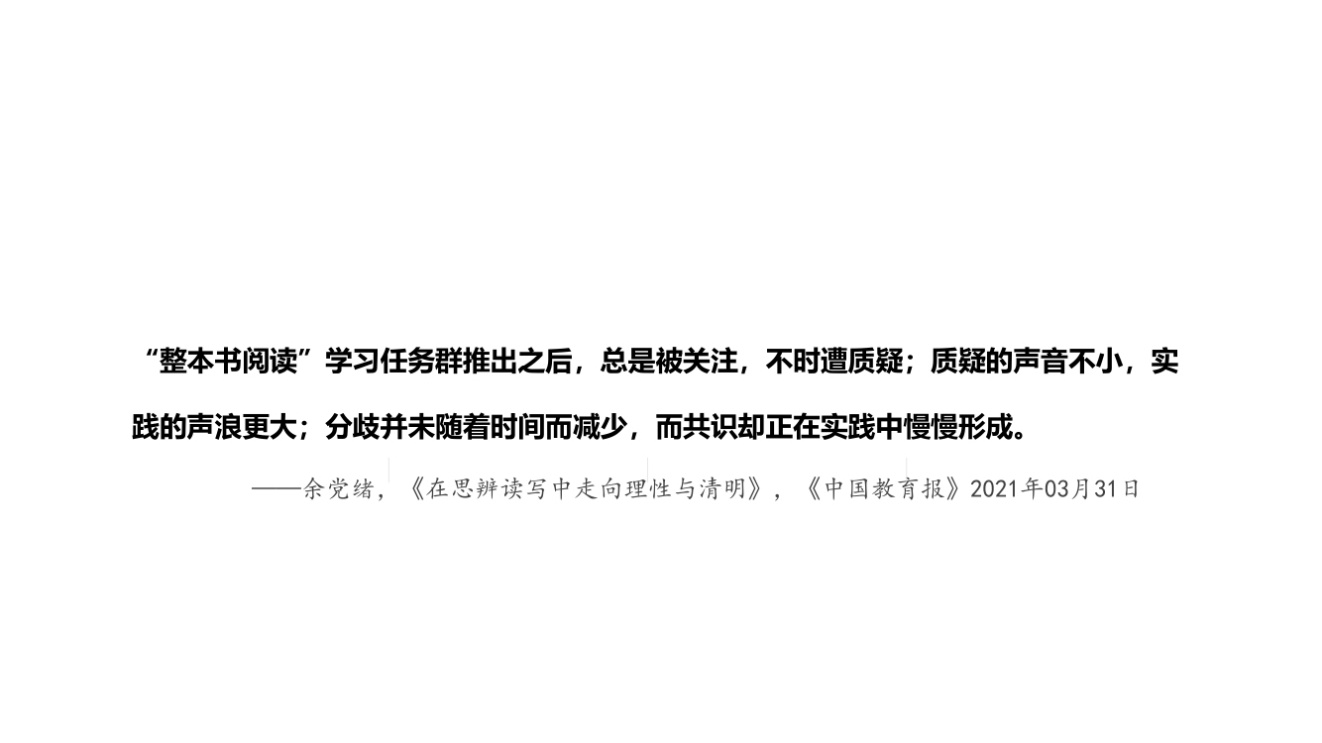 “整本书阅读”学习任务群推出之后，总是被关注，不时遭质疑；质疑的声音不小，实
践的声浪更大；分歧并未随着时间而减少，而共识却正在实践中慢慢形成。
——余党绪，《在思辨读写中走向理性与清明》，《中国教育报》2021年03月31日